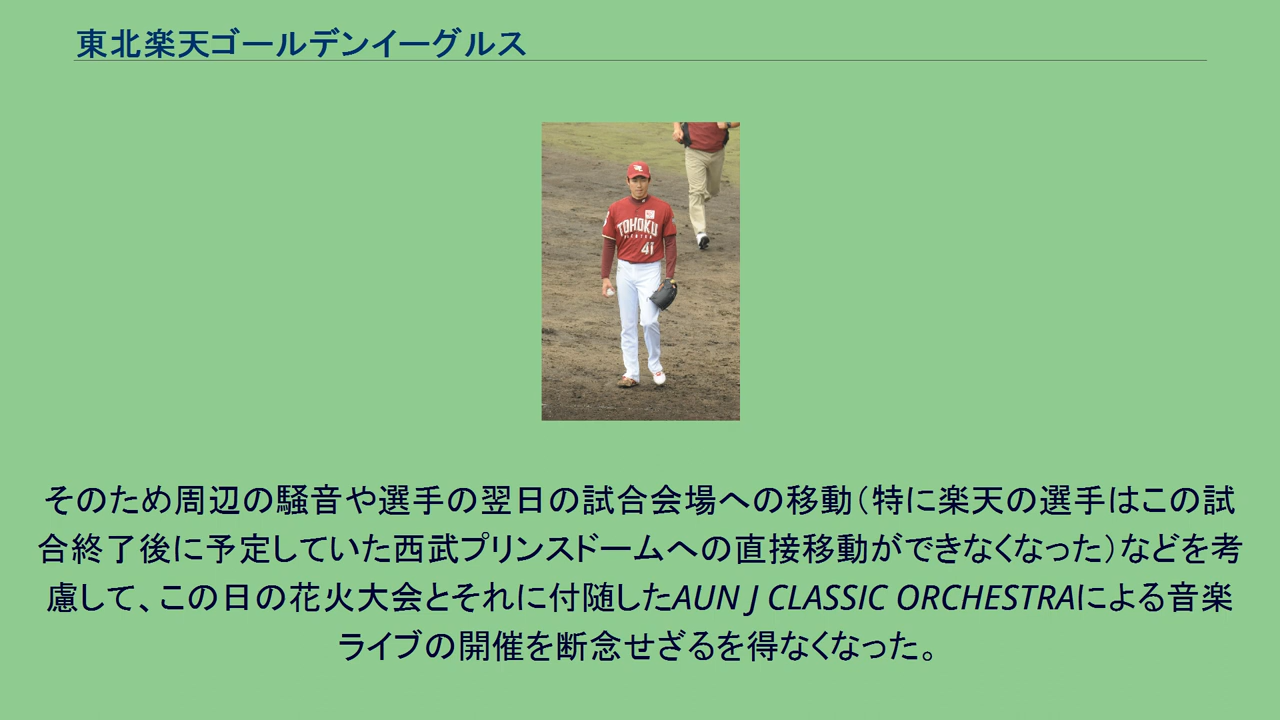 東北楽天ゴールデンイーグルス
TOHOKU
41
そのため周辺の騒音や選手の翌日の試合会場への移動（特に楽天の選手はこの試
合終了後に予定していた西武プリンスドームへの直接移動ができなくなった）などを考
慮して、この日の花火大会とそれに付随したAUN J CLASSIC ORCHESTRAによる音楽
ライブの開催を断念せざるを得なくなった。